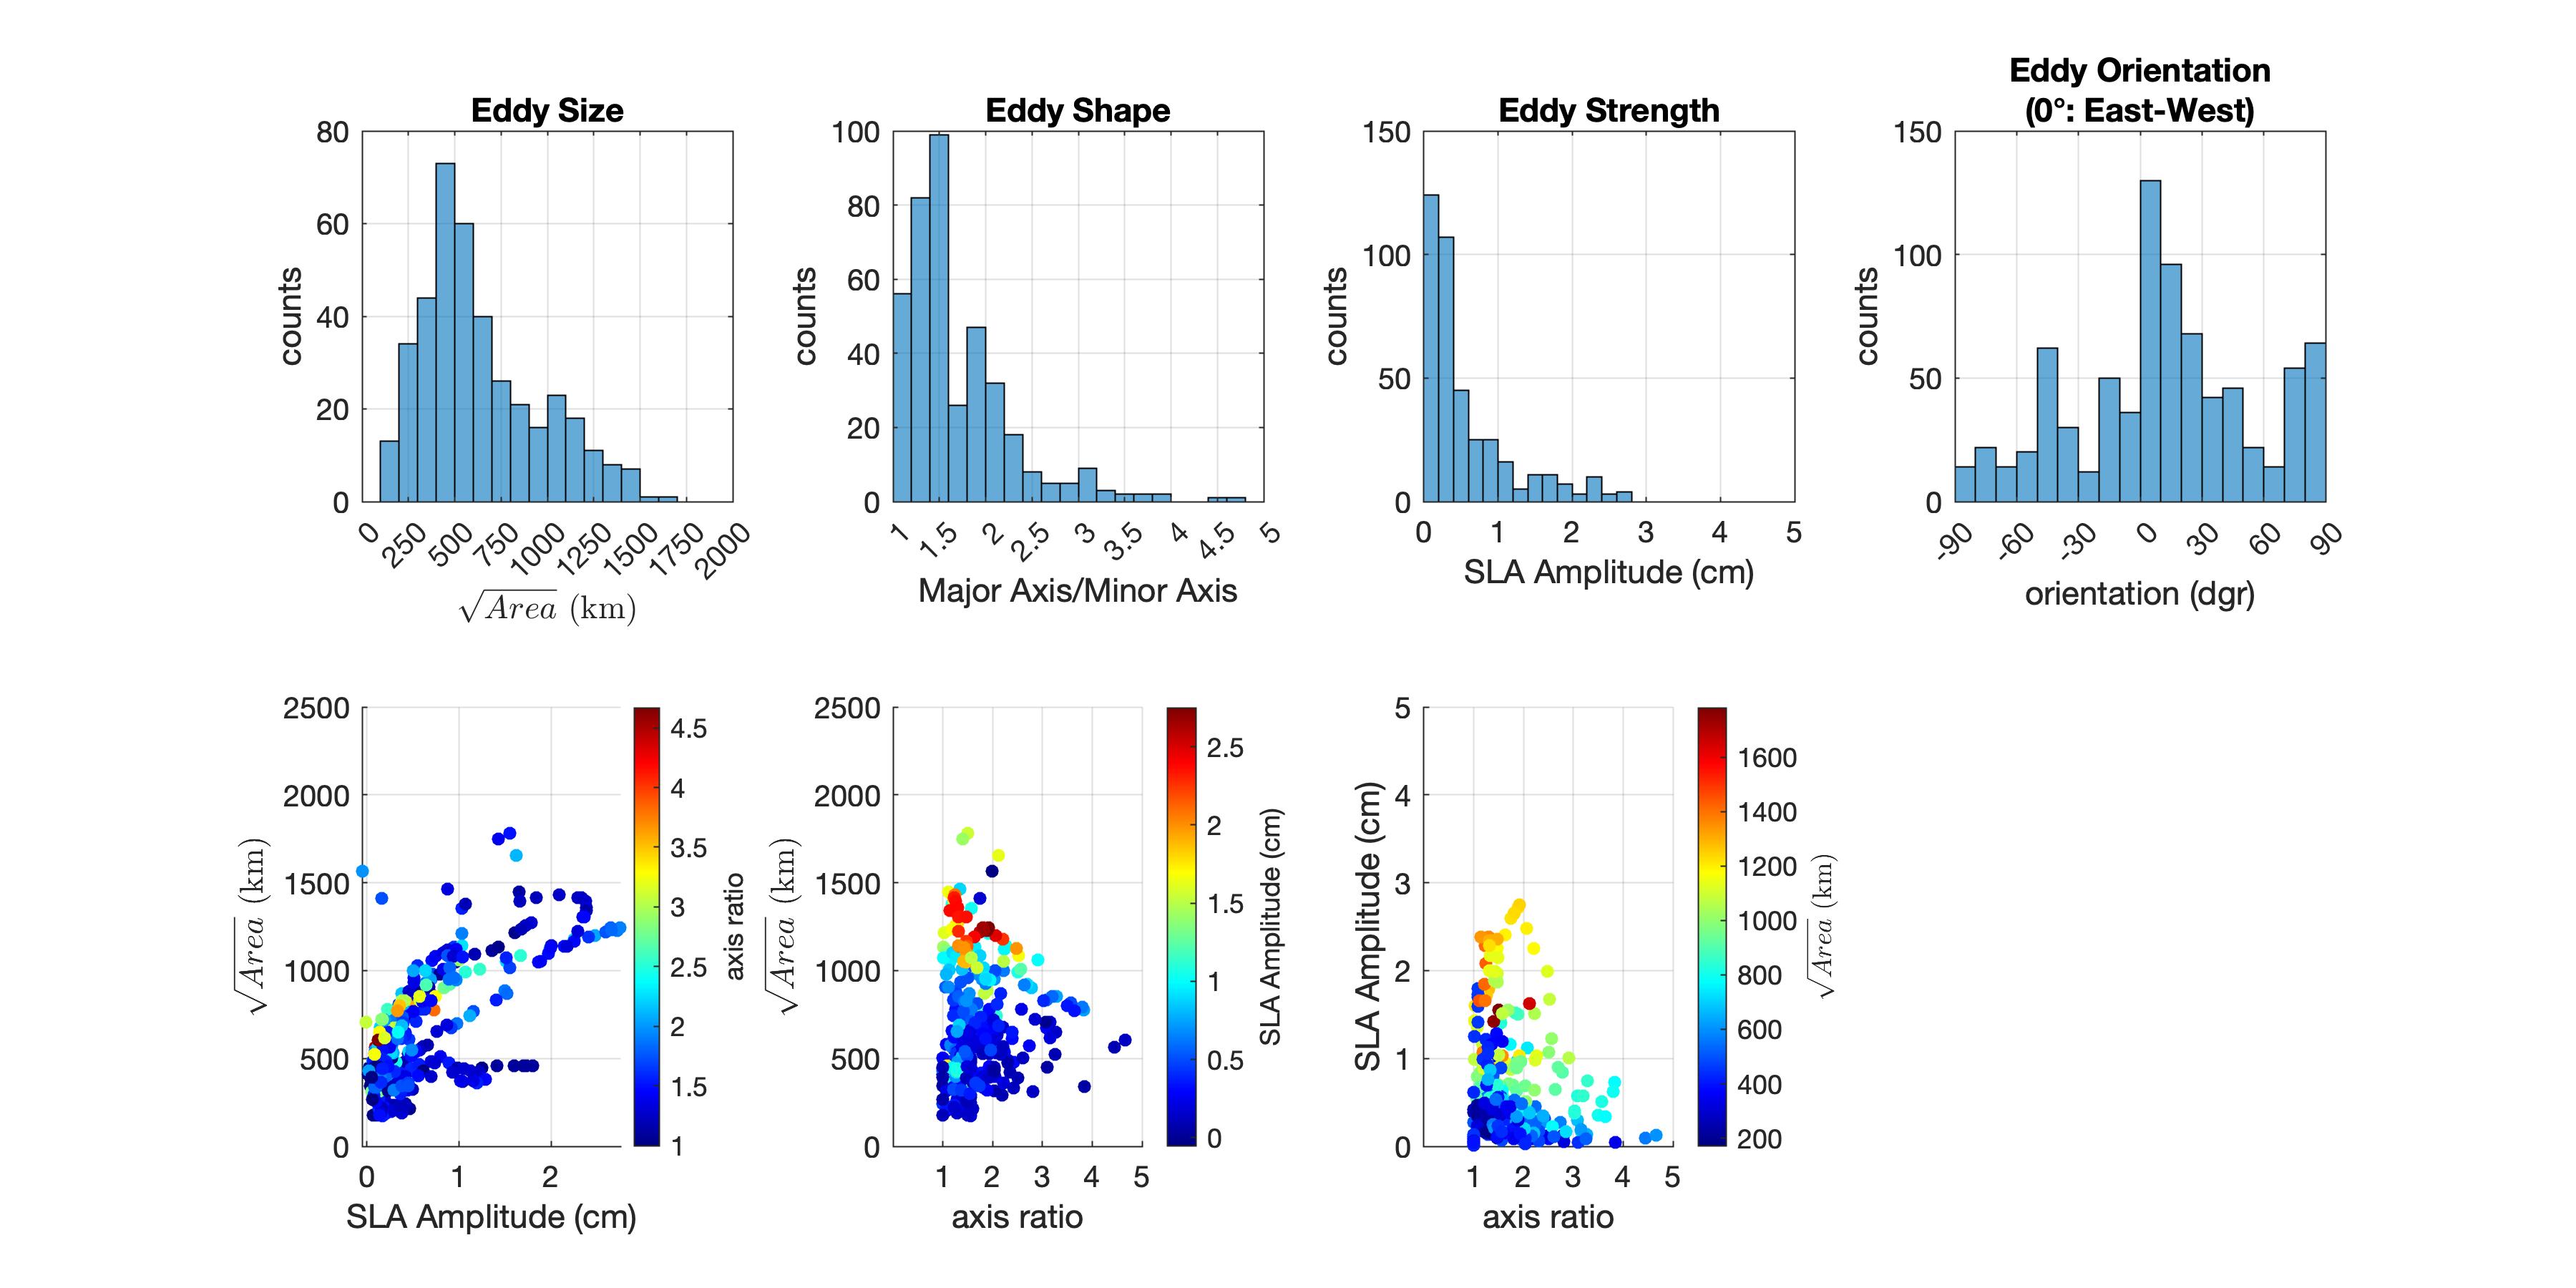 Eddy Size
80
60
40
20
0
counts
0 250 500 750 1000 1250 1500 1750 2000
√Area (km)
Eddy Shape
100
80
60
40
20
0
counts
1 1.5 2 2.5 3 3.5 4 4.5 5
Major Axis/Minor Axis
Eddy Strength
150
100
50
0
counts
0 1 2 3 4 5
SLA Amplitude (cm)
Eddy Orientation
(0°: East-West)
150
100
50
0
counts
-90 -60 -30 0 30 60 90
orientation (dgr)
2500
2000
1500
1000
500
0
√Area (km)
0 1 2
SLA Amplitude (cm)
4.5
4
3.5
3
2.5
2
1.5
1
axis ratio
2500
2000
1500
1000
500
0
√Area (km)
1 2 3 4 5
axis ratio
2.5
2
1.5
1
0.5
0
SLA Amplitude (cm)
5
4
3
2
1
0
SLA Amplitude (cm)
1 2 3 4 5
axis ratio
1600
1400
1200
1000
800
600
400
200
√Area (km)